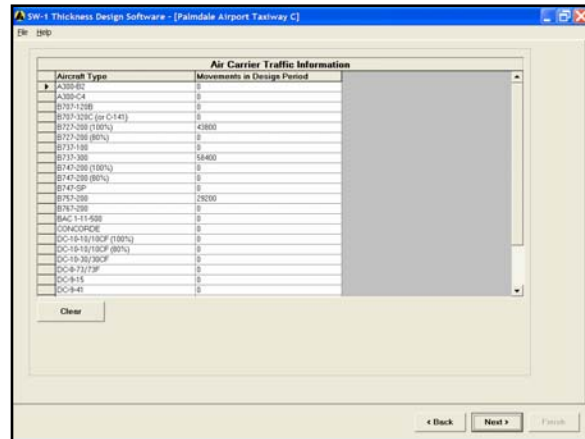 SW-1 Thickness Design Software - [Palmdale Airport Taxiway C]
File Help
Air Carrier Traffic Information
Aircraft Type Movements in Design Period
A300-B2 0
A300-C4 0
B707-120B 0
B707-320C (or C-141) 0
B727-200 (100%) 43800
B727-200 (80%) 0
B737-100 0
B737-300 58400
B747-200 (100%) 0
B747-200 (80%) 0
B747-SP 0
B757-200 29200
B767-200 0
BAC 1-11-500 0
CONCORDE 0
DC-10-10/10CF (100%) 0
DC-10-10/10CF (80%) 0
DC-10-30/30CF 0
DC-8-73/73F 0
DC-9-15 0
DC-9-41 0
Clear
< Back Next > Finish